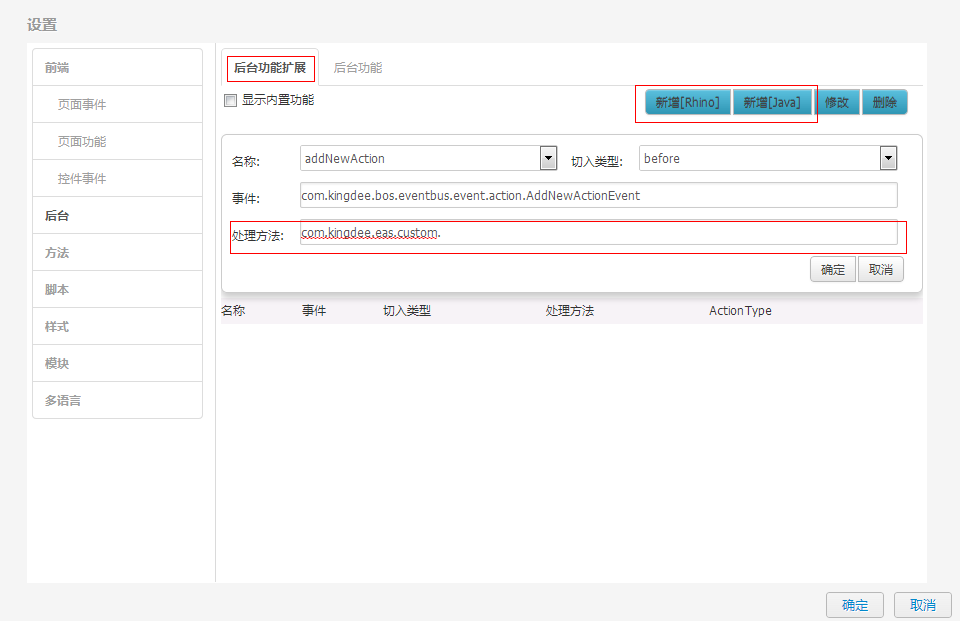 设置
前端
页面事件
页面功能
控件事件
后台
方法
脚本
样式
模块
多语言
后台功能扩展 后台功能
显示内置功能 新增[Rhino] 新增[Java] 修改 删除
名称: addNewAction 切入类型: before
事件: com.kingdee.bos.eventbus.event.action.AddNewActionEvent
处理方法: com.kingdee.eas.custom.
确定 取消
名称 事件 切入类型 处理方法 ActionType
确定 取消